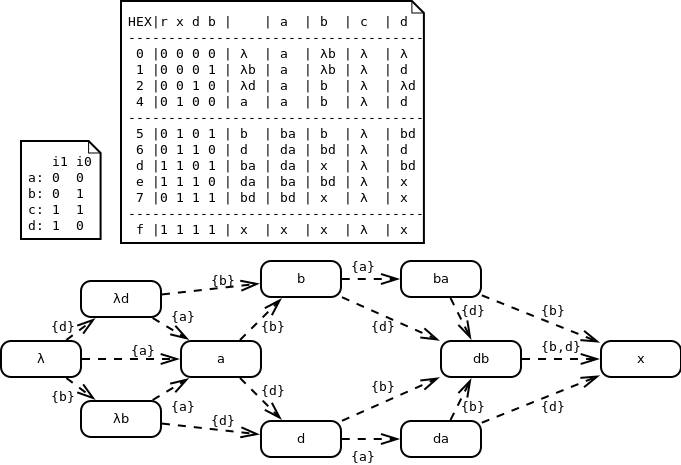 HEX|r x d b |    | a  | b  | c  | d
-------------------------------------
 0 |0 0 0 0 | λ  | a  | λb | λ  | λ
 1 |0 0 0 1 | λb | a  | λb | λ  | d
 2 |0 0 1 0 | λd | a  | b  | λ  | λd
 4 |0 1 0 0 | a  | a  | b  | λ  | d
-------------------------------------
 5 |0 1 0 1 | b  | ba | b  | λ  | bd
 6 |0 1 1 0 | d  | da | bd | λ  | d
 d |1 1 0 1 | ba | da | x  | λ  | bd
 e |1 1 1 0 | da | ba | bd | λ  | x
 7 |0 1 1 1 | bd | bd | x  | λ  | x
-------------------------------------
 f |1 1 1 1 | x  | x  | x  | λ  | x
   i1 i0
a: 0  0
b: 0  1
c: 1  1
d: 1  0
{a}
b
ba
{b}
λd
{d}
{b}
{a}
{d}
{b}
{d}
{a}
{b,d}
λ
a
db
x
{b}
{a}
{d}
{b}
{b}
{d}
λb
{d}
d
da
{a}